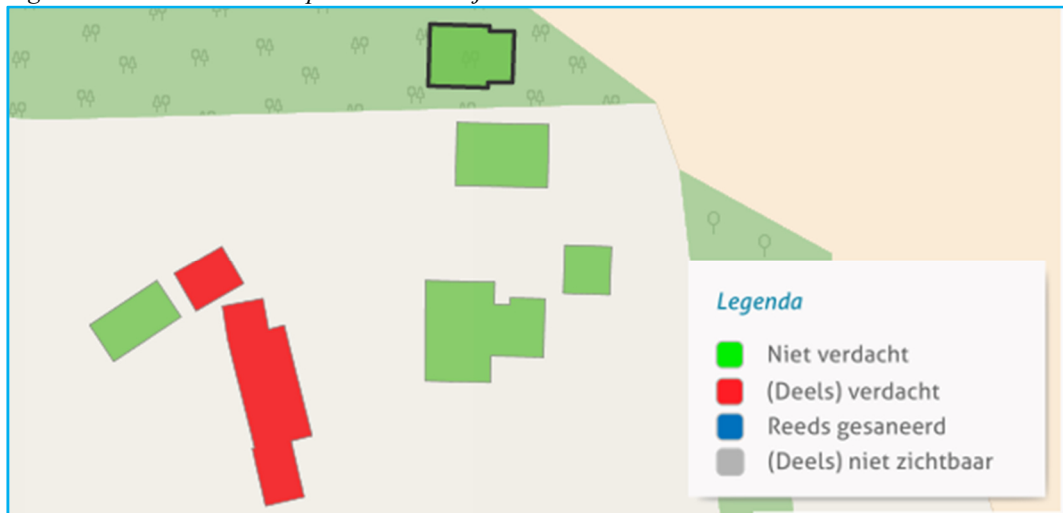 Legenda
Niet verdacht
(Deels) verdacht
Reeds gesaneerd
(Deels) niet zichtbaar